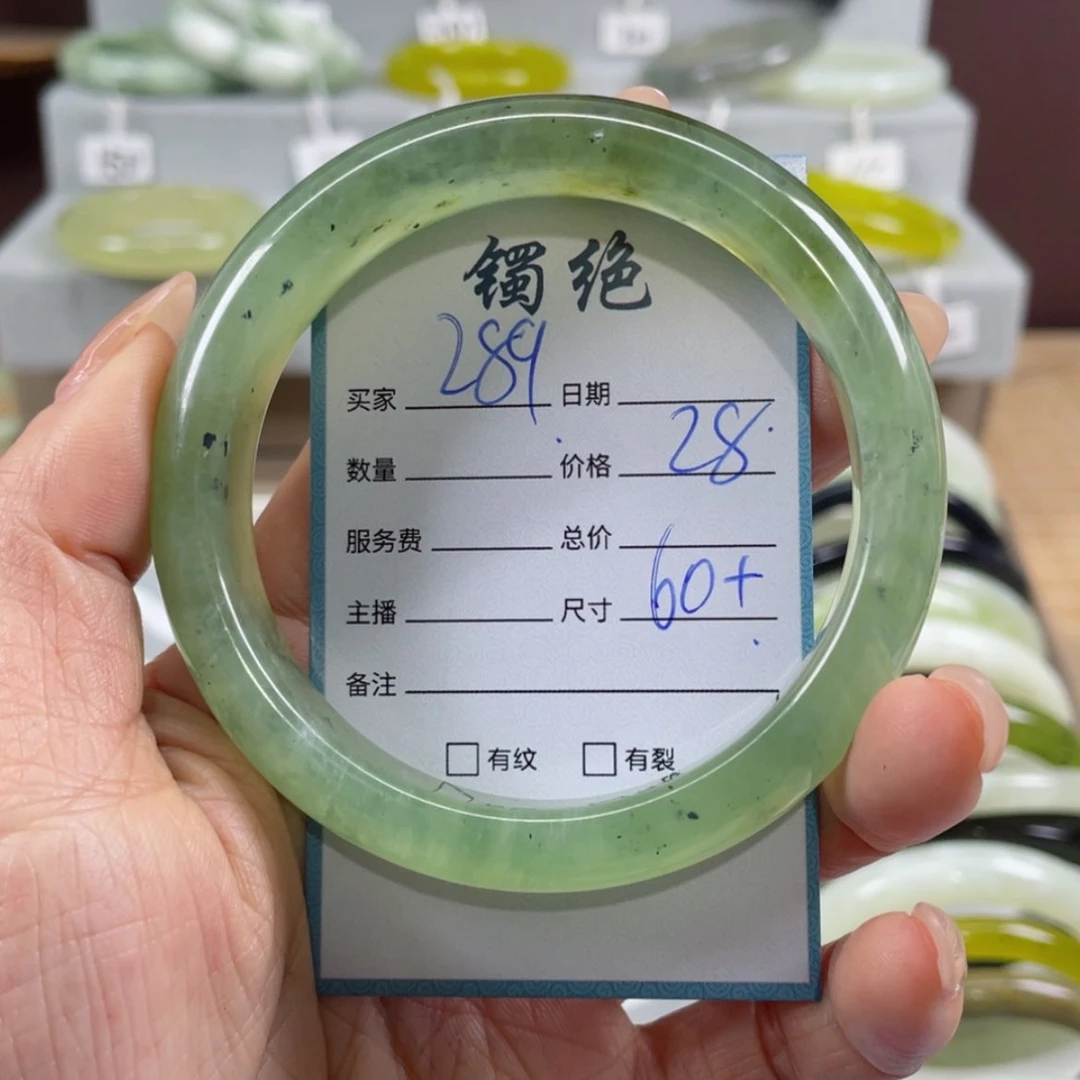 镯绝
买家 289 日期
数量 价格 28
服务费 总价
主播 尺寸 60+
备注
有纹 有裂